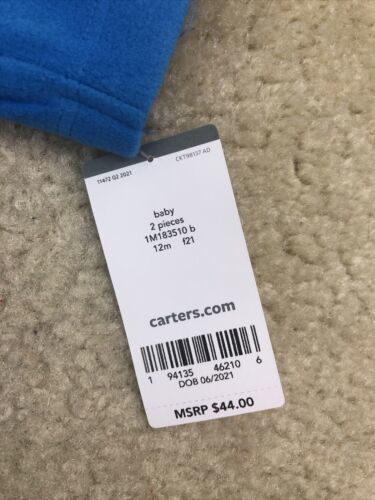 11472 Q2 2021
CKT98137 AD
baby
2 pieces
1M183510 b
12m f21
carters.com
1 94135 46210 6
DOB 06/2021
MSRP $44.00